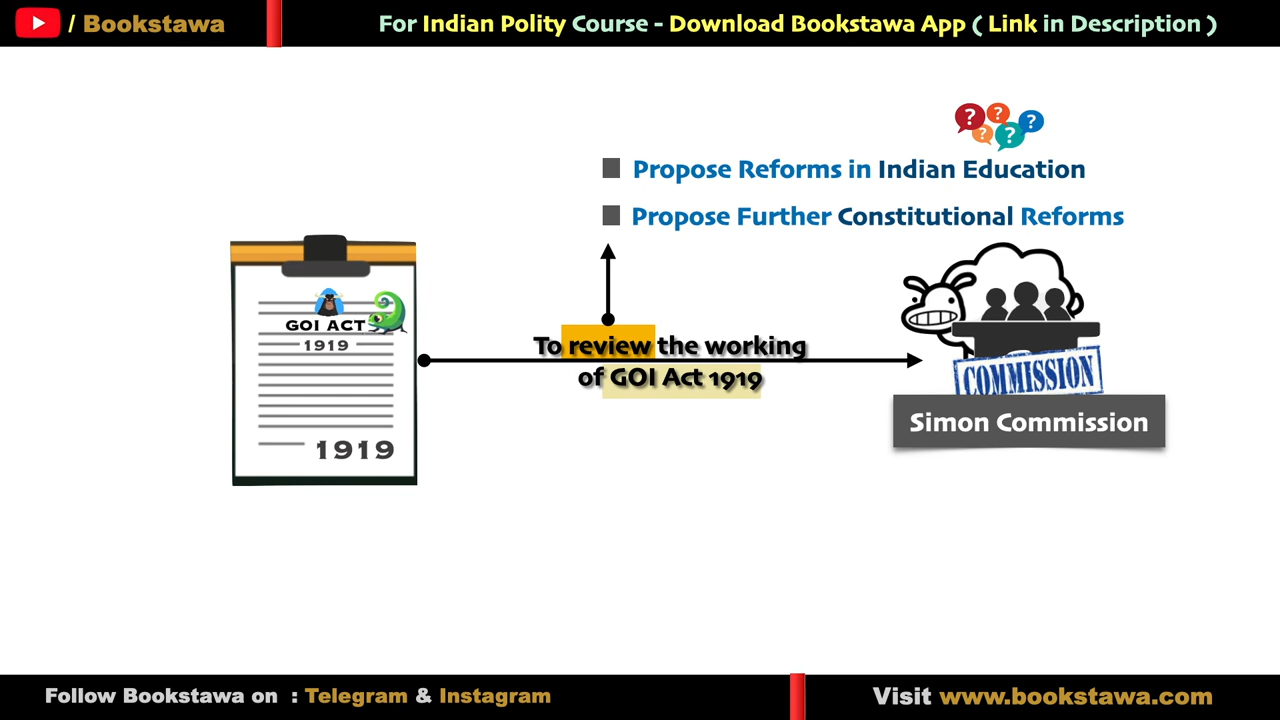 / Bookstawa
For Indian Polity Course - Download Bookstawa App ( Link in Description )
? ? ? ? ?
Propose Reforms in Indian Education
Propose Further Constitutional Reforms
GOI ACT
1919
1919
To review the working
of GOI Act 1919
COMMISSION
Simon Commission
Follow Bookstawa on : Telegram & Instagram
Visit www.bookstawa.com